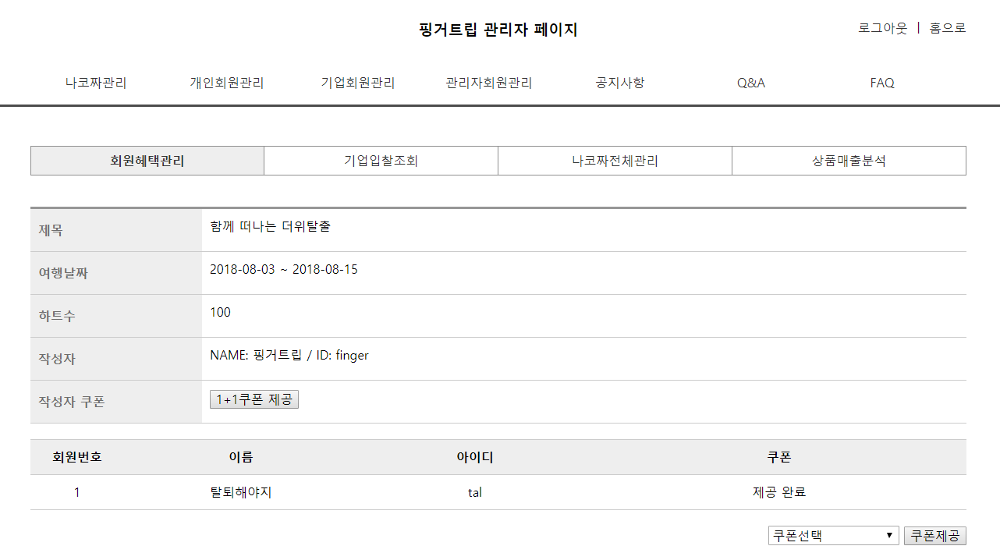 핑거트립 관리자 페이지
로그아웃 | 홈으로
나코짜관리 개인회원관리 기업회원관리 관리자회원관리 공지사항 Q&A FAQ
회원혜택관리 기업입찰조회 나코짜전체관리 상품매출분석
제목 함께 떠나는 더위탈출
여행날짜 2018-08-03 ~ 2018-08-15
하트수 100
작성자 NAME: 핑거트립 / ID: finger
작성자 쿠폰 1+1쿠폰 제공
회원번호 이름 아이디 쿠폰
1 탈퇴해야지 tal 제공 완료
쿠폰선택 ▼ 쿠폰제공